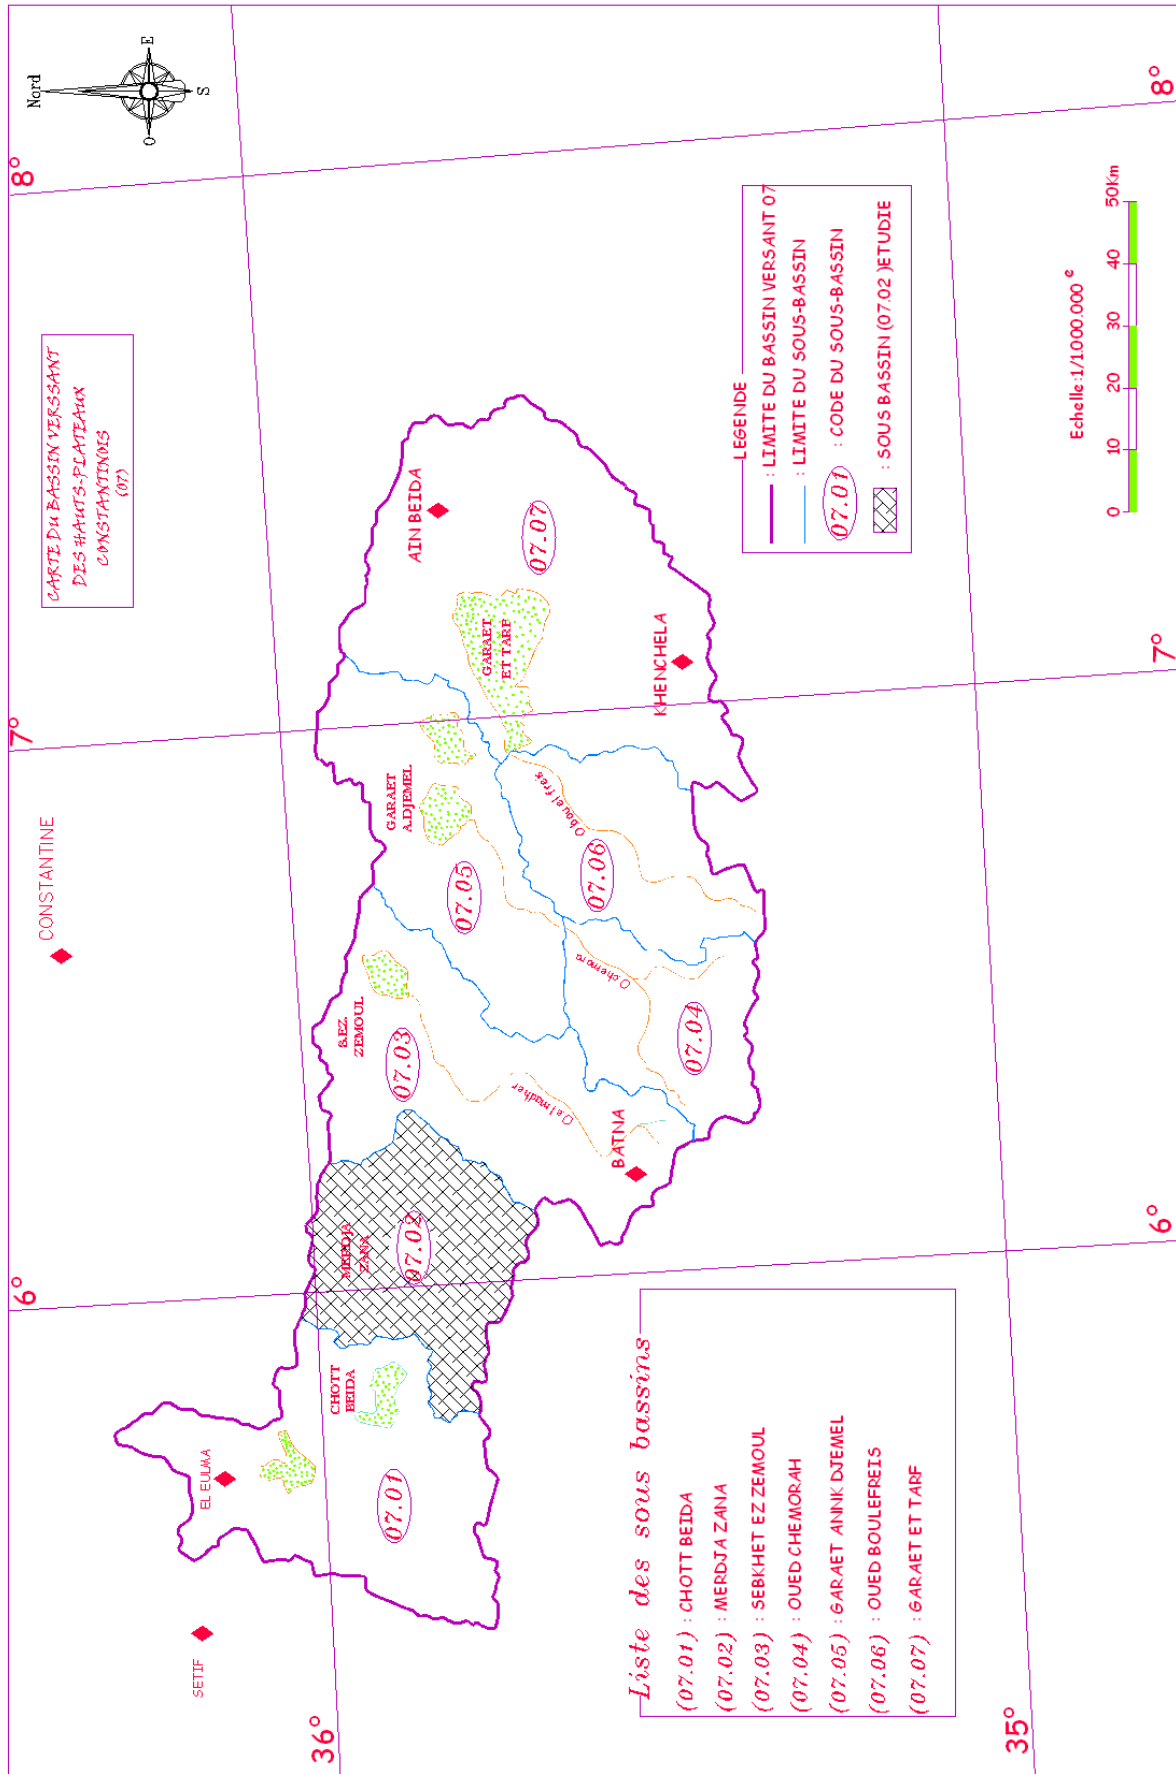 CARTE DU BASSIN VERSSANT
DES HAUTS-PLATEAUX
CONSTANTINOIS
(07)
Nord
O
E
S
6°
7°
8°
36°
35°
6°
7°
8°
SETIF
EL EULMA
CONSTANTINE
AIN BEIDA
KHENCHELA
BATNA
CHOTT
BEIDA
MERDJA
ZANA
S.EZ.
ZEMOUL
GARAET
A.DJEMEL
GARAET
ET TARF
07.01
07.02
07.03
07.04
07.05
07.06
07.07
O.el madher
O.chemora
O.bou el freis
Liste des sous bassins
(07.01) : CHOTT BEIDA
(07.02) : MERDJA ZANA
(07.03) : SEBKHET EZ ZEMOUL
(07.04) : OUED CHEMORAH
(07.05) : GARAET ANNK DJEMEL
(07.06) : OUED BOULEFREIS
(07.07) : GARAET ET TARF
LEGENDE
: LIMITE DU BASSIN VERSANT 07
: LIMITE DU SOUS-BASSIN
07.01 : CODE DU SOUS-BASSIN
: SOUS BASSIN (07.02 )ETUDIE
Echelle:1/1000.000 e
0 10 20 30 40 50Km